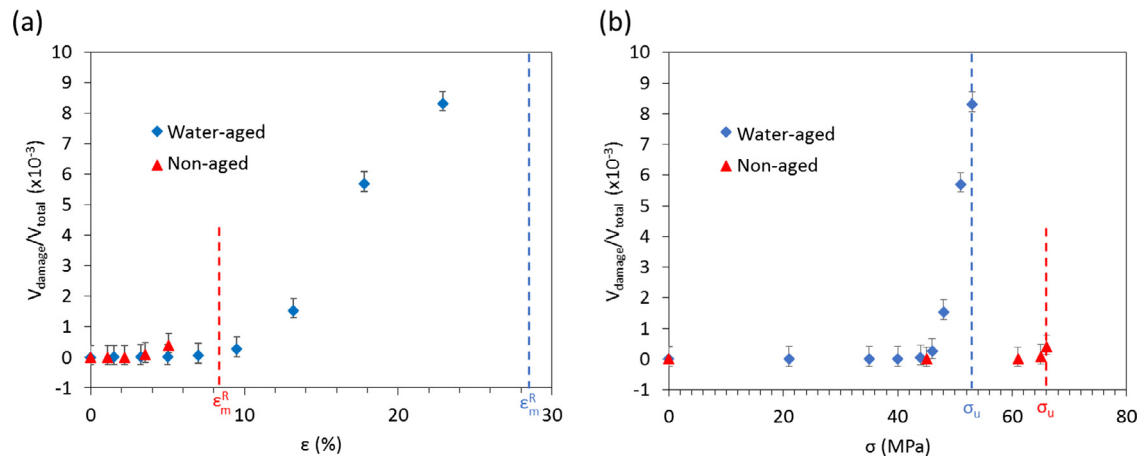 (a)
10
9
8
7
6
5
4
3
2
1
0
-1
V_damage/V_total (x10⁻³)
Water-aged
Non-aged
0
10
20
30
ε_m^R
ε_m^R
ε (%)
(b)
10
9
8
7
6
5
4
3
2
1
0
-1
V_damage/V_total (x10⁻³)
Water-aged
Non-aged
0
20
40
60
80
σ_u
σ_u
σ (MPa)